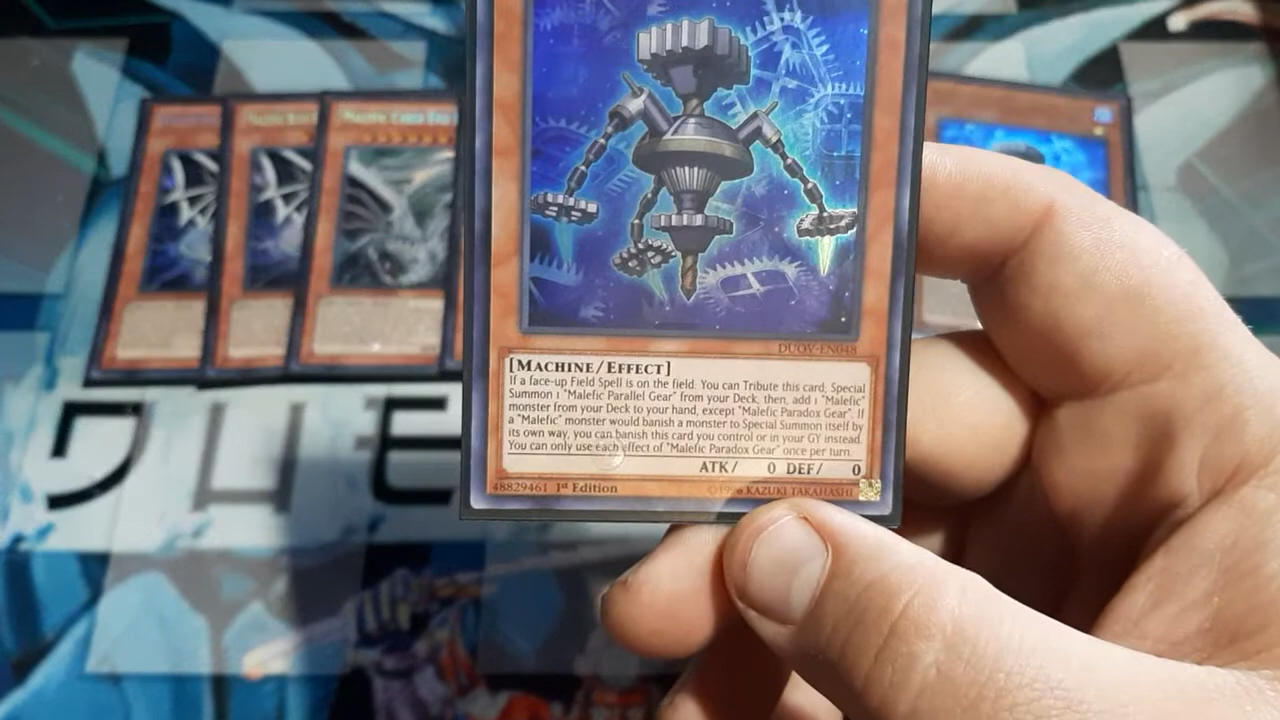 DUOV-EN048
[MACHINE/EFFECT]
If a face-up Field Spell is on the field: You can Tribute this card; Special
Summon 1 "Malefic Parallel Gear" from your Deck, then, add 1 "Malefic"
monster from your Deck to your hand, except "Malefic Paradox Gear". If
a "Malefic" monster would banish a monster to Special Summon itself by
its own way, you can banish this card you control or in your GY instead.
You can only use each effect of "Malefic Paradox Gear" once per turn.
ATK/ 0 DEF/ 0
48829461 1st Edition
©1996 KAZUKI TAKAHASHI
DUE